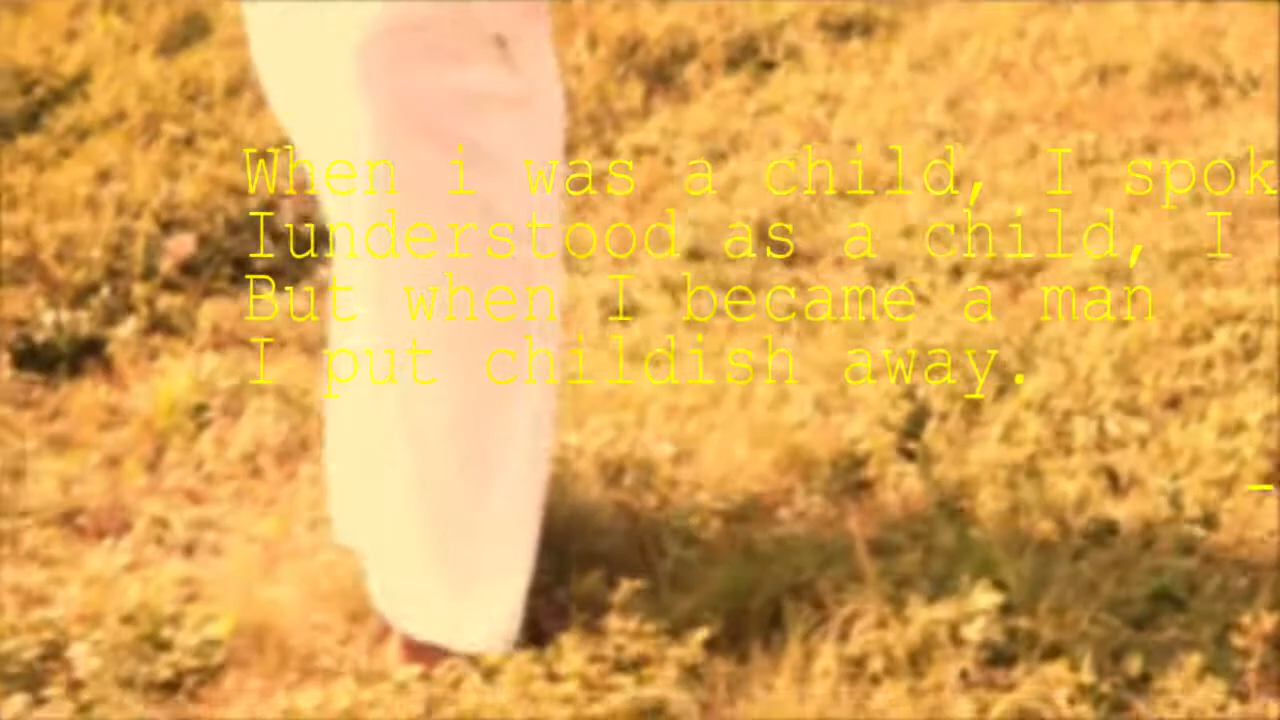 When i was a child, I spok
Iunderstood as a child, I
But when I became a man
I put childish away.
-